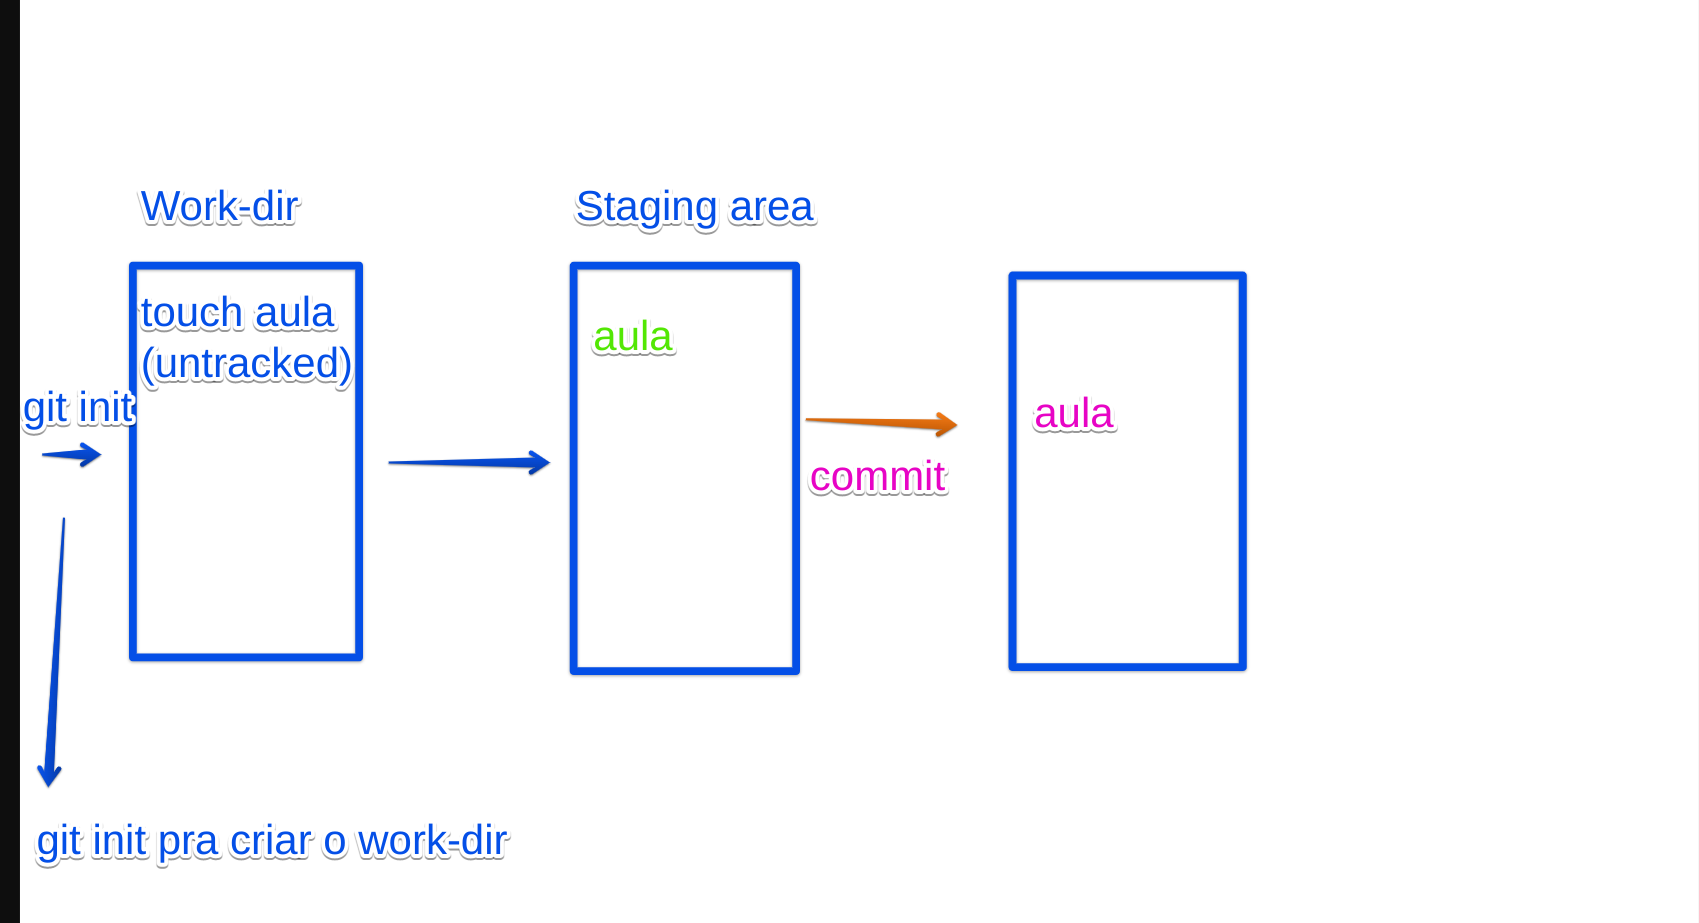 Work-dir
Staging area
touch aula
(untracked)
aula
git init
aula
commit
git init pra criar o work-dir